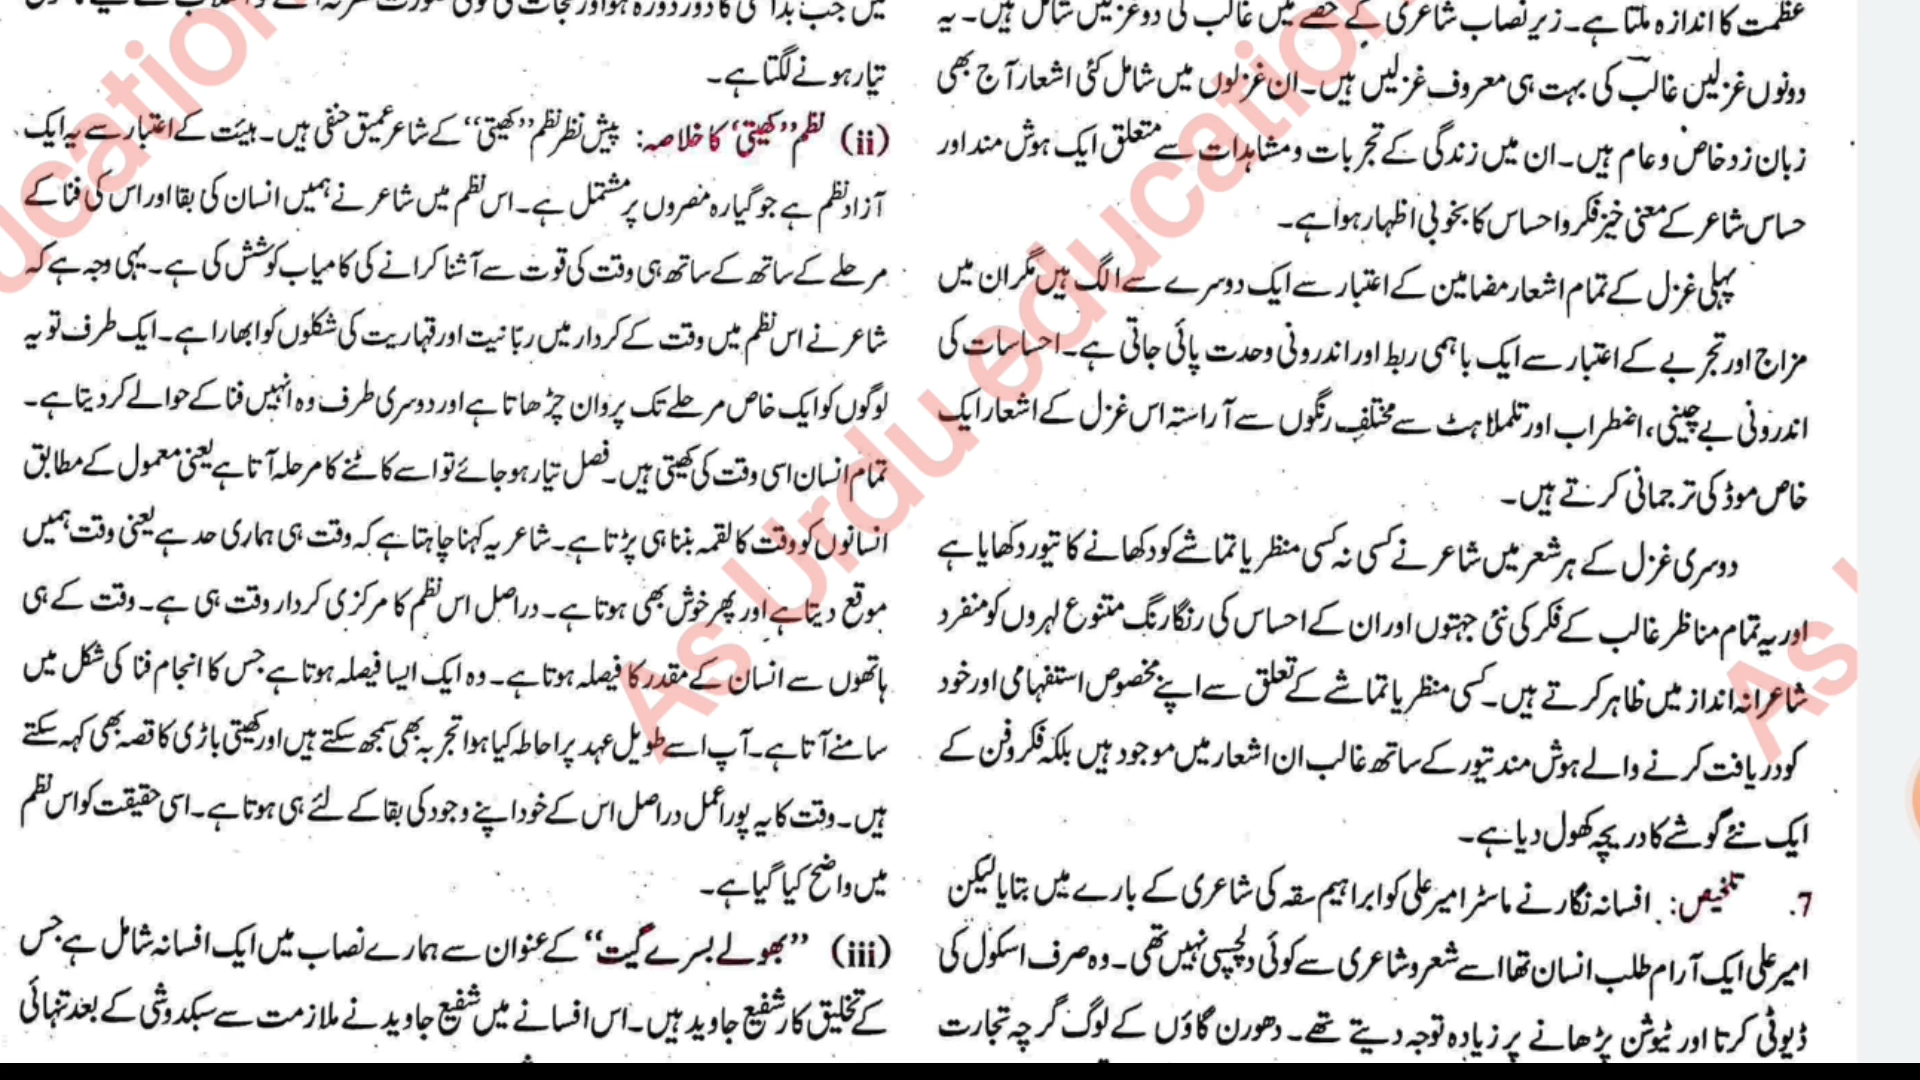 عظمت کا اندازہ ملتا ہے۔ زیر نصاب شاعری کے حصے میں غالب کی دو غزلیں شامل ہیں۔ یہ
دونوں غزلیں غالب کی بہت ہی معروف غزلیں ہیں۔ ان غزلوں میں شامل کئی اشعار آج بھی
زبان زد خاص و عام ہیں۔ ان میں زندگی کے تجربات و مشاہدات سے متعلق ایک ہوش مند اور
حساس شاعر کے معنی خیز فکر و احساس کا بخوبی اظہار ہوا ہے۔
پہلی غزل کے تمام اشعار مضامین کے اعتبار سے ایک دوسرے سے الگ ہیں مگر ان میں
مزاج اور تجربے کے اعتبار سے ایک باہمی ربط اور اندرونی وحدت پائی جاتی ہے۔ احساسات کی
اندرونی بے چینی، اضطراب اور تلملاہٹ سے مختلف رنگوں سے آراستہ اس غزل کے اشعار ایک
خاص موڈ کی ترجمانی کرتے ہیں۔
دوسری غزل کے ہر شعر میں شاعر نے کسی نہ کسی منظر یا تماشے کو دکھانے کا تیور دکھایا ہے
اور یہ تمام مناظر غالب کے فکر کی نئی جہتوں اور ان کے احساس کی رنگا رنگ متنوع لہروں کو منفرد
شاعرانہ انداز میں ظاہر کرتے ہیں۔ کسی منظر یا تماشے کے تعلق سے اپنے مخصوص استفہامی اور خود
کو دریافت کرنے والے ہوش مند تیور کے ساتھ غالب ان اشعار میں موجود ہیں بلکہ فکر و فن کے
ایک نئے گوشے کا دریچہ کھول دیا ہے۔
7. تلخیص: افسانہ نگار نے ماسٹر امیر علی کو ابراہیم سقہ کی شاعری کے بارے میں بتایا لیکن
امیر علی ایک آرام طلب انسان تھا اسے شعر و شاعری سے کوئی دلچسپی نہیں تھی۔ وہ صرف اسکول کی
ڈیوٹی کرتا اور ٹیوشن پڑھانے پر زیادہ توجہ دیتے تھے۔ دھورن گاؤں کے لوگ گرچہ تجارت
تیار ہونے لگتا ہے۔
(ii) نظم ”کھیتی“ کا خلاصہ: پیش نظر نظم ”کھیتی“ کے شاعر عمیق حنفی ہیں۔ ہیئت کے اعتبار سے یہ ایک
آزاد نظم ہے جو گیارہ مصروں پر مشتمل ہے۔ اس نظم میں شاعر نے ہمیں انسان کی بقا اور اس کی فنا کے
مرحلے کے ساتھ کے ساتھ ہی وقت کی قوت سے آشنا کرانے کی کامیاب کوشش کی ہے۔ یہی وجہ ہے کہ
شاعر نے اس نظم میں وقت کے کردار میں ربّانیت اور قہاریت کی شکلوں کو ابھارا ہے۔ ایک طرف تو یہ
لوگوں کو ایک خاص مرحلے تک پروان چڑھاتا ہے اور دوسری طرف وہ انہیں فنا کے حوالے کر دیتا ہے۔
تمام انسان اسی وقت کی کھیتی ہیں۔ فصل تیار ہو جائے تو اسے کاٹنے کا مرحلہ آتا ہے یعنی معمول کے مطابق
انسانوں کو وقت کا لقمہ بننا ہی پڑتا ہے۔ شاعر یہ کہنا چاہتا ہے کہ وقت ہی ہماری حد ہے یعنی وقت ہمیں
موقع دیتا ہے اور پھر خوش بھی ہوتا ہے۔ دراصل اس نظم کا مرکزی کردار وقت ہی ہے۔ وقت کے ہی
ہاتھوں سے انسان کے مقدر کا فیصلہ ہوتا ہے۔ وہ ایک ایسا فیصلہ ہوتا ہے جس کا انجام فنا کی شکل میں
سامنے آتا ہے۔ آپ اسے طویل عہد پر احاطہ کیا ہوا تجربہ بھی سمجھ سکتے ہیں اور کھیتی باڑی کا قصہ بھی کہہ سکتے
ہیں۔ وقت کا یہ پورا عمل دراصل اس کے خود اپنے وجود کی بقا کے لئے ہی ہوتا ہے۔ اسی حقیقت کو اس نظم
میں واضح کیا گیا ہے۔
(iii) ”بھولے بسرے گیت“ کے عنوان سے ہمارے نصاب میں ایک افسانہ شامل ہے جس
کے تخلیق کار شفیع جاوید ہیں۔ اس افسانے میں شفیع جاوید نے ملازمت سے سبکدوشی کے بعد تنہائی
As Urdu education
ucation
As